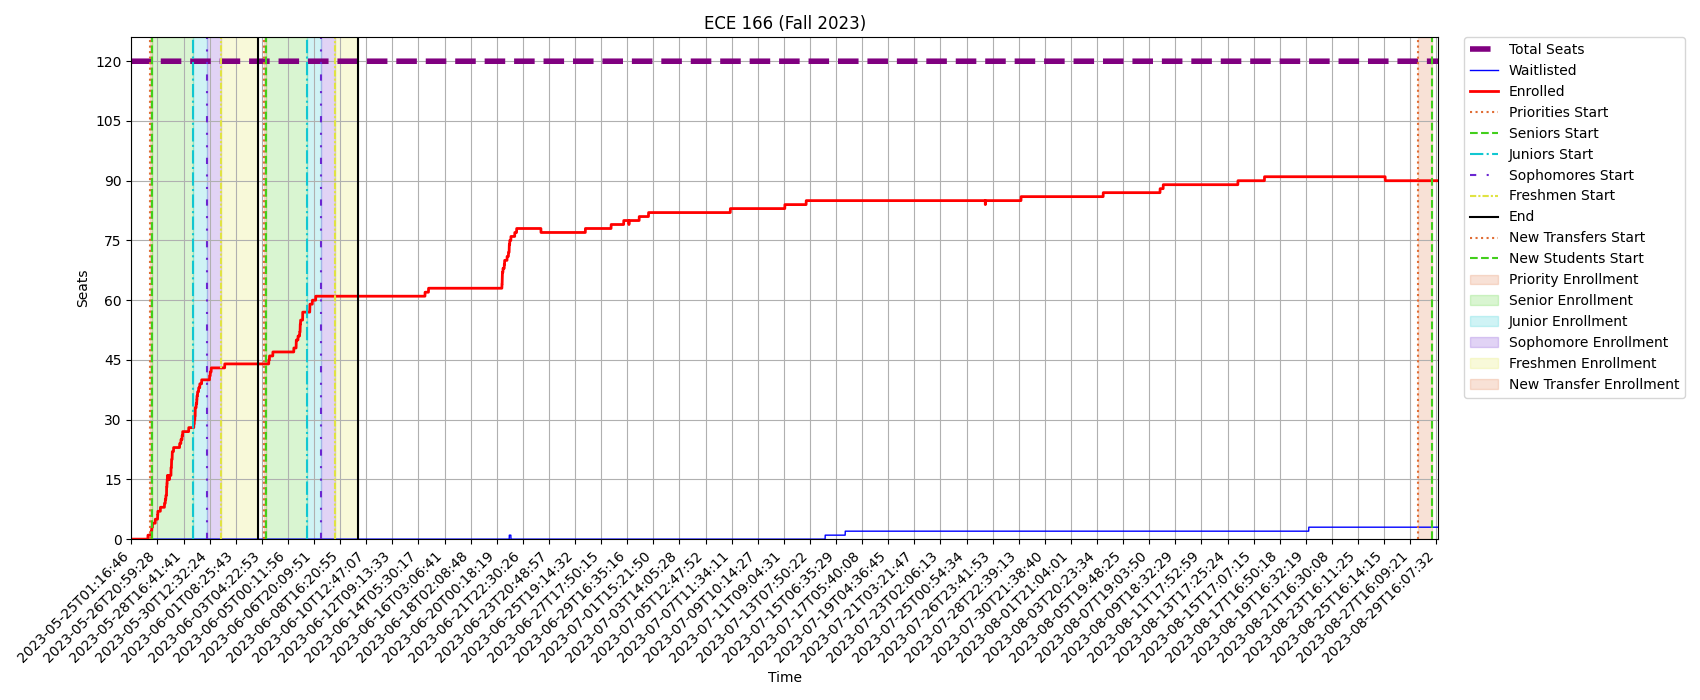 ECE 166 (Fall 2023)
Seats
120
105
90
75
60
45
30
15
0
2023-05-25T01:16:46
2023-05-26T20:59:28
2023-05-28T16:41:41
2023-05-30T12:32:24
2023-06-01T08:25:43
2023-06-03T04:22:53
2023-06-05T00:11:56
2023-06-06T20:09:51
2023-06-08T16:20:55
2023-06-10T12:47:07
2023-06-12T09:13:33
2023-06-14T05:30:17
2023-06-16T03:06:41
2023-06-18T02:08:48
2023-06-20T00:18:19
2023-06-21T22:30:26
2023-06-23T20:48:57
2023-06-25T19:14:32
2023-06-27T17:50:15
2023-06-29T16:35:16
2023-07-01T15:21:50
2023-07-03T14:05:28
2023-07-05T12:47:52
2023-07-07T11:34:11
2023-07-09T10:14:27
2023-07-11T09:04:31
2023-07-13T07:50:22
2023-07-15T06:35:29
2023-07-17T05:40:08
2023-07-19T04:36:45
2023-07-21T03:21:47
2023-07-23T02:06:13
2023-07-25T00:54:34
2023-07-26T23:41:53
2023-07-28T22:39:13
2023-07-30T21:38:40
2023-08-01T21:04:01
2023-08-03T20:23:34
2023-08-05T19:48:25
2023-08-07T19:03:50
2023-08-09T18:32:29
2023-08-11T17:52:59
2023-08-13T17:25:24
2023-08-15T17:07:15
2023-08-17T16:50:18
2023-08-19T16:32:19
2023-08-21T16:30:08
2023-08-23T16:11:25
2023-08-25T16:14:15
2023-08-27T16:09:21
2023-08-29T16:07:32
Time
Total Seats
Waitlisted
Enrolled
Priorities Start
Seniors Start
Juniors Start
Sophomores Start
Freshmen Start
End
New Transfers Start
New Students Start
Priority Enrollment
Senior Enrollment
Junior Enrollment
Sophomore Enrollment
Freshmen Enrollment
New Transfer Enrollment